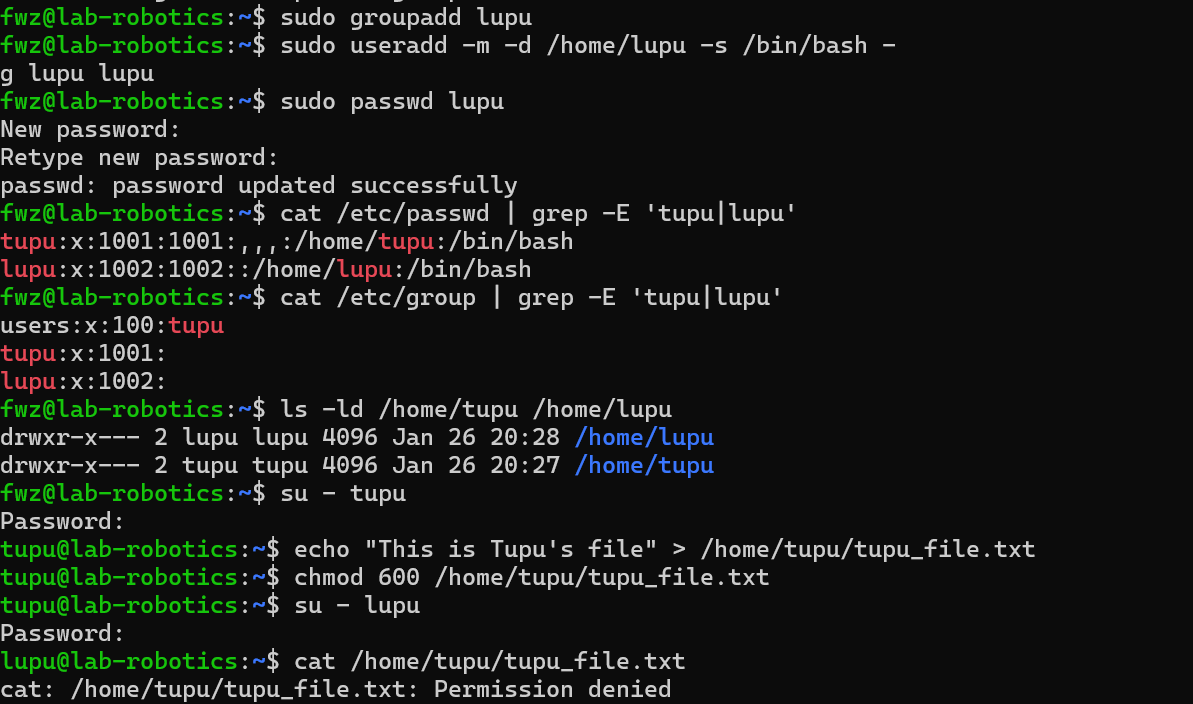 fwz@lab-robotics:~$ sudo groupadd lupu
fwz@lab-robotics:~$ sudo useradd -m -d /home/lupu -s /bin/bash -
g lupu lupu
fwz@lab-robotics:~$ sudo passwd lupu
New password:
Retype new password:
passwd: password updated successfully
fwz@lab-robotics:~$ cat /etc/passwd | grep -E 'tupu|lupu'
tupu:x:1001:1001:,,,:/home/tupu:/bin/bash
lupu:x:1002:1002::/home/lupu:/bin/bash
fwz@lab-robotics:~$ cat /etc/group | grep -E 'tupu|lupu'
users:x:100:tupu
tupu:x:1001:
lupu:x:1002:
fwz@lab-robotics:~$ ls -ld /home/tupu /home/lupu
drwxr-x--- 2 lupu lupu 4096 Jan 26 20:28 /home/lupu
drwxr-x--- 2 tupu tupu 4096 Jan 26 20:27 /home/tupu
fwz@lab-robotics:~$ su - tupu
Password:
tupu@lab-robotics:~$ echo "This is Tupu's file" > /home/tupu/tupu_file.txt
tupu@lab-robotics:~$ chmod 600 /home/tupu/tupu_file.txt
tupu@lab-robotics:~$ su - lupu
Password:
lupu@lab-robotics:~$ cat /home/tupu/tupu_file.txt
cat: /home/tupu/tupu_file.txt: Permission denied